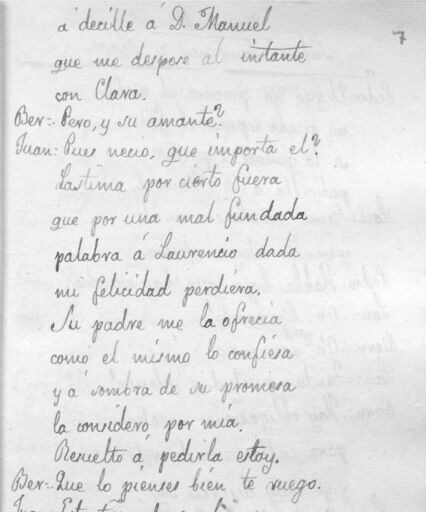 7
á decille á D. Manuel
que me despose al instante
con Clara.
Ber:- Pero, y su amante?
Juan:- Pues necio, que importa el?
Lastima por cierto fuera
que por una mal fundada
palabra á Laurencio dada
mi felicidad perdiera.
Su padre me la ofrecia
como el mismo lo confiesa
y á sombra de su promesa
la considero por mia.
Resuelto á pedirla estoy.
Ber:- Que lo pienses bien te ruego.